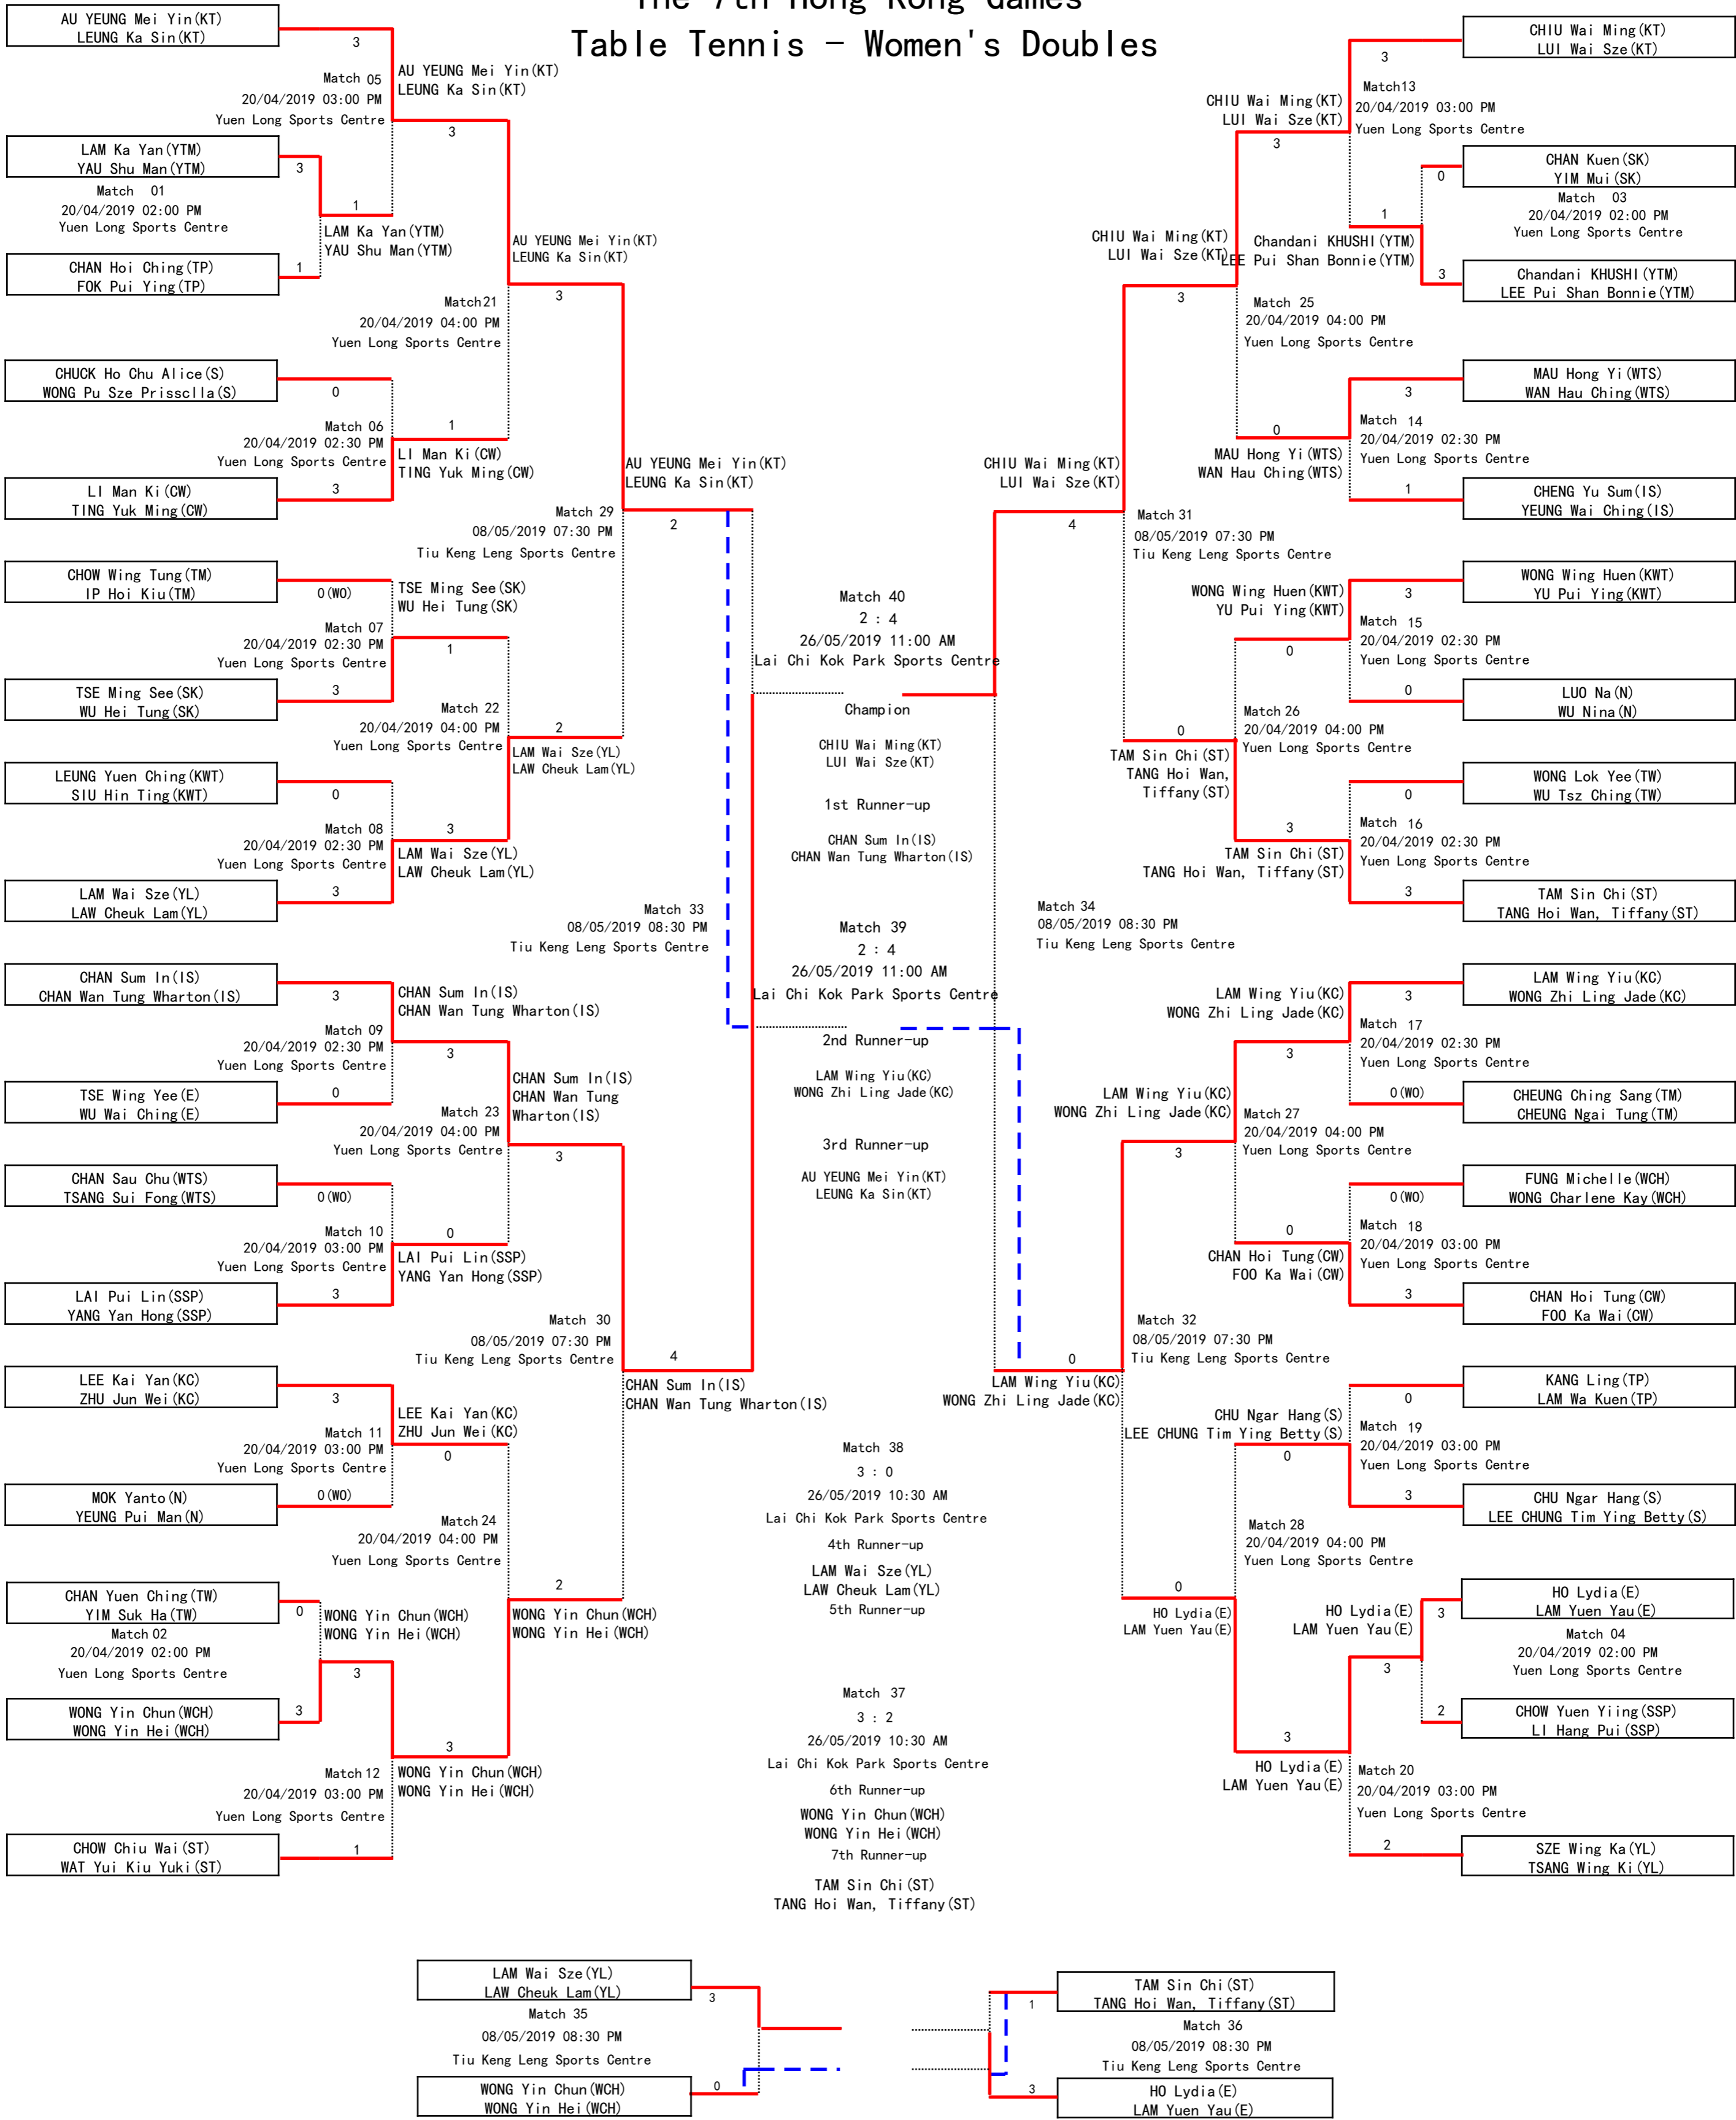 The 7th Hong Kong Games
Table Tennis - Women's Doubles
AU YEUNG Mei Yin(KT)
LEUNG Ka Sin(KT)
3
Match 05
20/04/2019 03:00 PM
Yuen Long Sports Centre
AU YEUNG Mei Yin(KT)
LEUNG Ka Sin(KT)
3
LAM Ka Yan(YTM)
YAU Shu Man(YTM)
3
Match 01
20/04/2019 02:00 PM
Yuen Long Sports Centre
1
LAM Ka Yan(YTM)
YAU Shu Man(YTM)
CHAN Hoi Ching(TP)
FOK Pui Ying(TP)
1
AU YEUNG Mei Yin(KT)
LEUNG Ka Sin(KT)
3
Match21
20/04/2019 04:00 PM
Yuen Long Sports Centre
CHUCK Ho Chu Alice(S)
WONG Pu Sze Prissclla(S)
0
Match 06
20/04/2019 02:30 PM
Yuen Long Sports Centre
1
LI Man Ki(CW)
TING Yuk Ming(CW)
LI Man Ki(CW)
TING Yuk Ming(CW)
3
AU YEUNG Mei Yin(KT)
LEUNG Ka Sin(KT)
2
Match 29
08/05/2019 07:30 PM
Tiu Keng Leng Sports Centre
CHOW Wing Tung(TM)
IP Hoi Kiu(TM)
0(WO)
TSE Ming See(SK)
WU Hei Tung(SK)
Match 07
20/04/2019 02:30 PM
Yuen Long Sports Centre
1
TSE Ming See(SK)
WU Hei Tung(SK)
3
Match 22
20/04/2019 04:00 PM
Yuen Long Sports Centre
2
LAM Wai Sze(YL)
LAW Cheuk Lam(YL)
LEUNG Yuen Ching(KWT)
SIU Hin Ting(KWT)
0
Match 08
20/04/2019 02:30 PM
Yuen Long Sports Centre
3
LAM Wai Sze(YL)
LAW Cheuk Lam(YL)
LAM Wai Sze(YL)
LAW Cheuk Lam(YL)
3
Match 33
08/05/2019 08:30 PM
Tiu Keng Leng Sports Centre
CHAN Sum In(IS)
CHAN Wan Tung Wharton(IS)
3
CHAN Sum In(IS)
CHAN Wan Tung Wharton(IS)
Match 09
20/04/2019 02:30 PM
Yuen Long Sports Centre
3
TSE Wing Yee(E)
WU Wai Ching(E)
0
CHAN Sum In(IS)
CHAN Wan Tung
Wharton(IS)
Match 23
20/04/2019 04:00 PM
Yuen Long Sports Centre
3
CHAN Sau Chu(WTS)
TSANG Sui Fong(WTS)
0(WO)
Match 10
20/04/2019 03:00 PM
Yuen Long Sports Centre
0
LAI Pui Lin(SSP)
YANG Yan Hong(SSP)
LAI Pui Lin(SSP)
YANG Yan Hong(SSP)
3
Match 30
08/05/2019 07:30 PM
Tiu Keng Leng Sports Centre
4
CHAN Sum In(IS)
CHAN Wan Tung Wharton(IS)
LEE Kai Yan(KC)
ZHU Jun Wei(KC)
3
LEE Kai Yan(KC)
ZHU Jun Wei(KC)
Match 11
20/04/2019 03:00 PM
Yuen Long Sports Centre
0
MOK Yanto(N)
YEUNG Pui Man(N)
0(WO)
Match 24
20/04/2019 04:00 PM
Yuen Long Sports Centre
2
WONG Yin Chun(WCH)
WONG Yin Hei(WCH)
CHAN Yuen Ching(TW)
YIM Suk Ha(TW)
0
Match 02
20/04/2019 02:00 PM
Yuen Long Sports Centre
WONG Yin Chun(WCH)
WONG Yin Hei(WCH)
3
WONG Yin Chun(WCH)
WONG Yin Hei(WCH)
3
3
WONG Yin Chun(WCH)
WONG Yin Hei(WCH)
Match 12
20/04/2019 03:00 PM
Yuen Long Sports Centre
CHOW Chiu Wai(ST)
WAT Yui Kiu Yuki(ST)
1
Match 40
2 : 4
26/05/2019 11:00 AM
Lai Chi Kok Park Sports Centre
Champion
CHIU Wai Ming(KT)
LUI Wai Sze(KT)
1st Runner-up
CHAN Sum In(IS)
CHAN Wan Tung Wharton(IS)
Match 39
2 : 4
26/05/2019 11:00 AM
Lai Chi Kok Park Sports Centre
2nd Runner-up
LAM Wing Yiu(KC)
WONG Zhi Ling Jade(KC)
3rd Runner-up
AU YEUNG Mei Yin(KT)
LEUNG Ka Sin(KT)
Match 38
3 : 0
26/05/2019 10:30 AM
Lai Chi Kok Park Sports Centre
4th Runner-up
LAM Wai Sze(YL)
LAW Cheuk Lam(YL)
5th Runner-up
Match 37
3 : 2
26/05/2019 10:30 AM
Lai Chi Kok Park Sports Centre
6th Runner-up
WONG Yin Chun(WCH)
WONG Yin Hei(WCH)
7th Runner-up
TAM Sin Chi(ST)
TANG Hoi Wan, Tiffany(ST)
CHIU Wai Ming(KT)
LUI Wai Sze(KT)
3
Match13
20/04/2019 03:00 PM
Yuen Long Sports Centre
CHIU Wai Ming(KT)
LUI Wai Sze(KT)
3
CHAN Kuen(SK)
YIM Mui(SK)
0
Match 03
20/04/2019 02:00 PM
Yuen Long Sports Centre
1
Chandani KHUSHI(YTM)
LEE Pui Shan Bonnie(YTM)
Chandani KHUSHI(YTM)
LEE Pui Shan Bonnie(YTM)
3
CHIU Wai Ming(KT)
LUI Wai Sze(KT)
3
Match 25
20/04/2019 04:00 PM
Yuen Long Sports Centre
MAU Hong Yi(WTS)
WAN Hau Ching(WTS)
3
Match 14
20/04/2019 02:30 PM
Yuen Long Sports Centre
0
MAU Hong Yi(WTS)
WAN Hau Ching(WTS)
CHENG Yu Sum(IS)
YEUNG Wai Ching(IS)
1
CHIU Wai Ming(KT)
LUI Wai Sze(KT)
4
Match 31
08/05/2019 07:30 PM
Tiu Keng Leng Sports Centre
WONG Wing Huen(KWT)
YU Pui Ying(KWT)
3
WONG Wing Huen(KWT)
YU Pui Ying(KWT)
Match 15
20/04/2019 02:30 PM
Yuen Long Sports Centre
0
LUO Na(N)
WU Nina(N)
0
Match 26
20/04/2019 04:00 PM
Yuen Long Sports Centre
0
TAM Sin Chi(ST)
TANG Hoi Wan,
Tiffany(ST)
WONG Lok Yee(TW)
WU Tsz Ching(TW)
0
Match 16
20/04/2019 02:30 PM
Yuen Long Sports Centre
3
TAM Sin Chi(ST)
TANG Hoi Wan, Tiffany(ST)
TAM Sin Chi(ST)
TANG Hoi Wan, Tiffany(ST)
3
Match 34
08/05/2019 08:30 PM
Tiu Keng Leng Sports Centre
LAM Wing Yiu(KC)
WONG Zhi Ling Jade(KC)
3
LAM Wing Yiu(KC)
WONG Zhi Ling Jade(KC)
Match 17
20/04/2019 02:30 PM
Yuen Long Sports Centre
3
CHEUNG Ching Sang(TM)
CHEUNG Ngai Tung(TM)
0(WO)
LAM Wing Yiu(KC)
WONG Zhi Ling Jade(KC)
Match 27
20/04/2019 04:00 PM
Yuen Long Sports Centre
3
FUNG Michelle(WCH)
WONG Charlene Kay(WCH)
0(WO)
Match 18
20/04/2019 03:00 PM
Yuen Long Sports Centre
0
CHAN Hoi Tung(CW)
FOO Ka Wai(CW)
CHAN Hoi Tung(CW)
FOO Ka Wai(CW)
3
Match 32
08/05/2019 07:30 PM
Tiu Keng Leng Sports Centre
0
LAM Wing Yiu(KC)
WONG Zhi Ling Jade(KC)
KANG Ling(TP)
LAM Wa Kuen(TP)
0
CHU Ngar Hang(S)
LEE CHUNG Tim Ying Betty(S)
Match 19
20/04/2019 03:00 PM
Yuen Long Sports Centre
0
CHU Ngar Hang(S)
LEE CHUNG Tim Ying Betty(S)
3
Match 28
20/04/2019 04:00 PM
Yuen Long Sports Centre
0
HO Lydia(E)
LAM Yuen Yau(E)
HO Lydia(E)
LAM Yuen Yau(E)
3
HO Lydia(E)
LAM Yuen Yau(E)
Match 04
20/04/2019 02:00 PM
Yuen Long Sports Centre
3
CHOW Yuen Yiing(SSP)
LI Hang Pui(SSP)
2
3
HO Lydia(E)
LAM Yuen Yau(E)
Match 20
20/04/2019 03:00 PM
Yuen Long Sports Centre
SZE Wing Ka(YL)
TSANG Wing Ki(YL)
2
LAM Wai Sze(YL)
LAW Cheuk Lam(YL)
3
Match 35
08/05/2019 08:30 PM
Tiu Keng Leng Sports Centre
WONG Yin Chun(WCH)
WONG Yin Hei(WCH)
0
TAM Sin Chi(ST)
TANG Hoi Wan, Tiffany(ST)
1
Match 36
08/05/2019 08:30 PM
Tiu Keng Leng Sports Centre
HO Lydia(E)
LAM Yuen Yau(E)
3